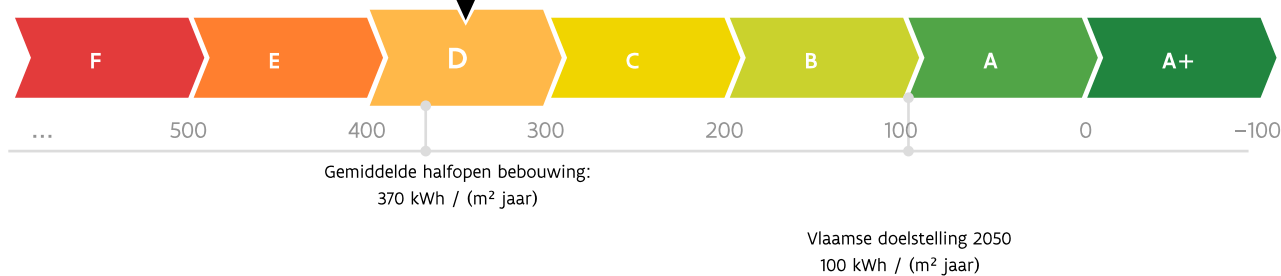 F E D C B A A+
... 500 400 300 200 100 0 −100
Gemiddelde halfopen bebouwing:
370 kWh / (m² jaar)
Vlaamse doelstelling 2050
100 kWh / (m² jaar)